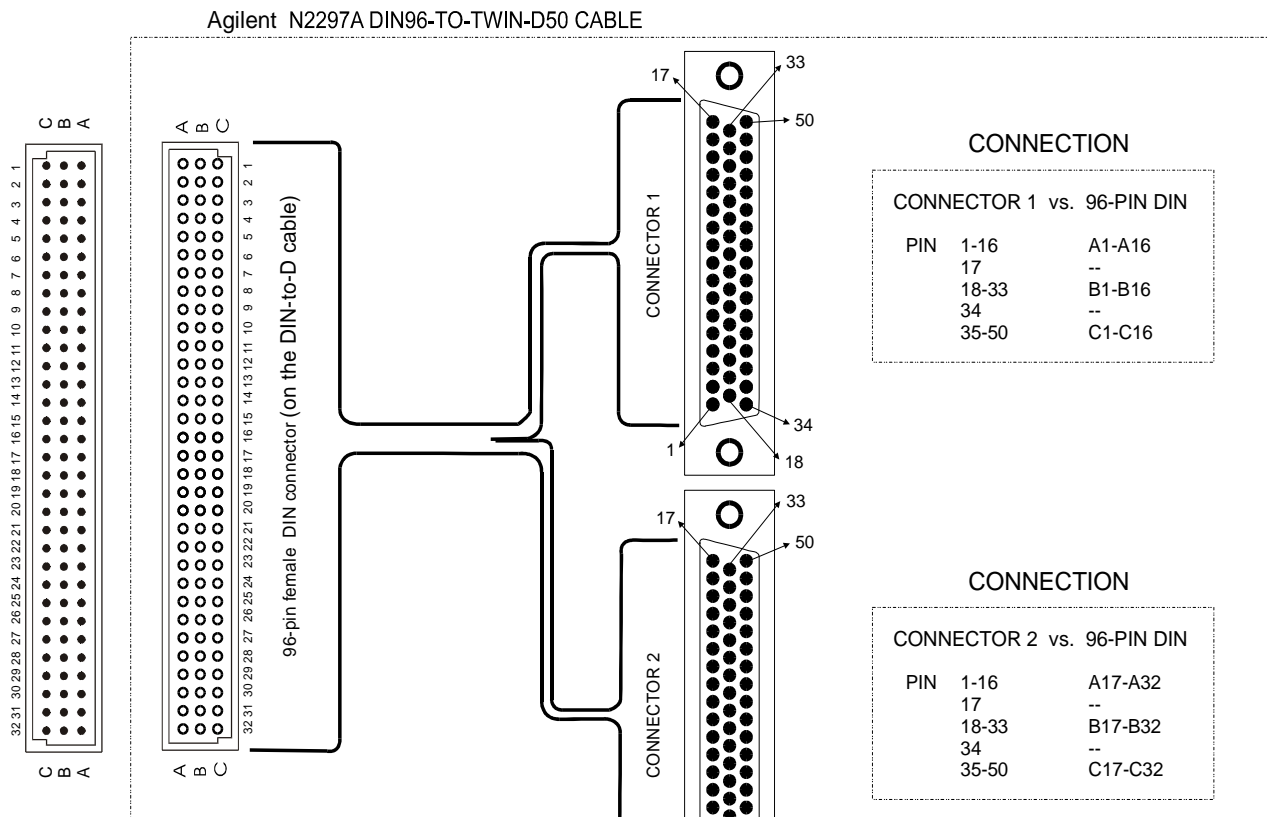 Agilent N2297A DIN96-TO-TWIN-D50 CABLE
C B A
A B C
1 2 3 4 5 6 7 8 9 10 11 12 13 14 15 16 17 18 19 20 21 22 23 24 25 26 27 28 29 30 31 32
1 2 3 4 5 6 7 8 9 10 11 12 13 14 15 16 17 18 19 20 21 22 23 24 25 26 27 28 29 30 31 32
C B A
A B C
96-pin female DIN connector (on the DIN-to-D cable)
17
33
50
CONNECTOR 1
34
1
18
17
33
50
CONNECTOR 2
CONNECTION
CONNECTOR 1 vs. 96-PIN DIN
PIN 1-16 A1-A16
17 --
18-33 B1-B16
34 --
35-50 C1-C16
CONNECTION
CONNECTOR 2 vs. 96-PIN DIN
PIN 1-16 A17-A32
17 --
18-33 B17-B32
34 --
35-50 C17-C32